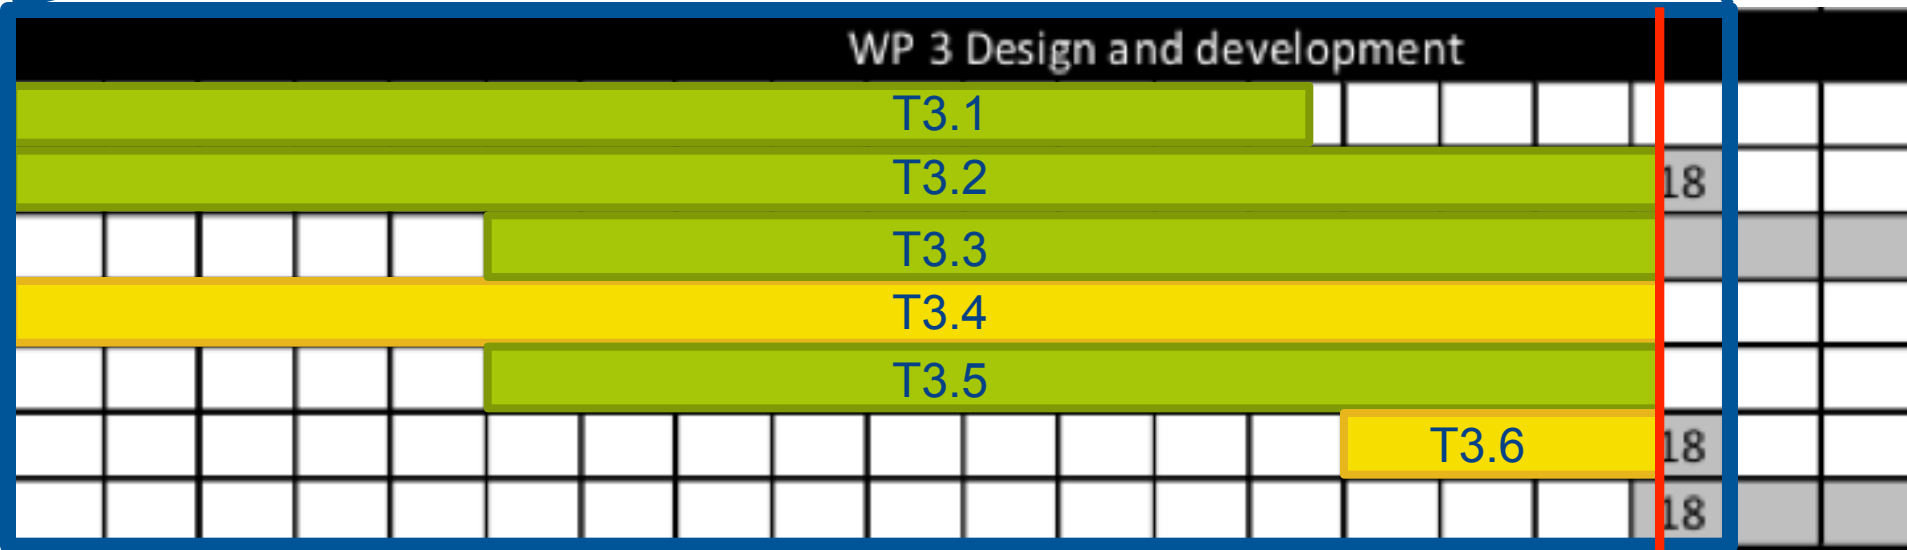 WP 3 Design and development
T3.1
T3.2 18
T3.3
T3.4
T3.5
T3.6 18
18